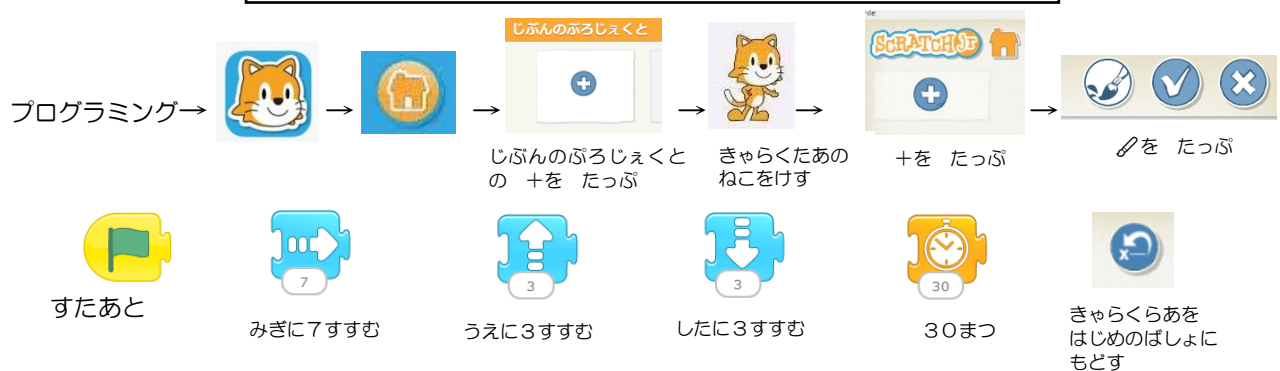 じぶんのぷろじぇくと
SCRATCH Jr
プログラミング→ → → → → →
じぶんのぷろじぇくと
の ＋を たっぷ
きゃらくたあの
ねこをけす
＋を たっぷ
を たっぷ
7
3
3
30
すたあと
みぎに７すすむ
うえに３すすむ
したに３すすむ
３０まつ
きゃらくらあを
はじめのばしょに
もどす